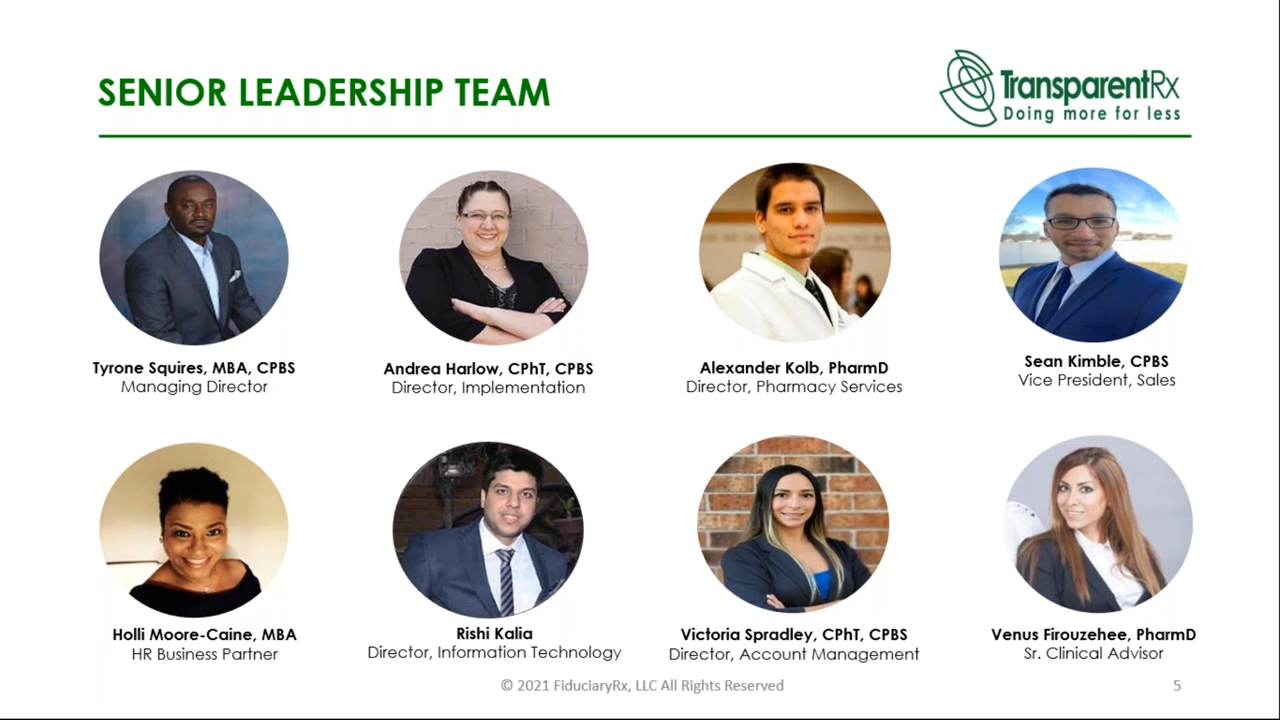 SENIOR LEADERSHIP TEAM
TransparentRx
Doing more for less
Tyrone Squires, MBA, CPBS
Managing Director
Andrea Harlow, CPhT, CPBS
Director, Implementation
Alexander Kolb, PharmD
Director, Pharmacy Services
Sean Kimble, CPBS
Vice President, Sales
Holli Moore-Caine, MBA
HR Business Partner
Rishi Kalia
Director, Information Technology
Victoria Spradley, CPhT, CPBS
Director, Account Management
Venus Firouzehee, PharmD
Sr. Clinical Advisor
© 2021 FiduciaryRx, LLC All Rights Reserved
5